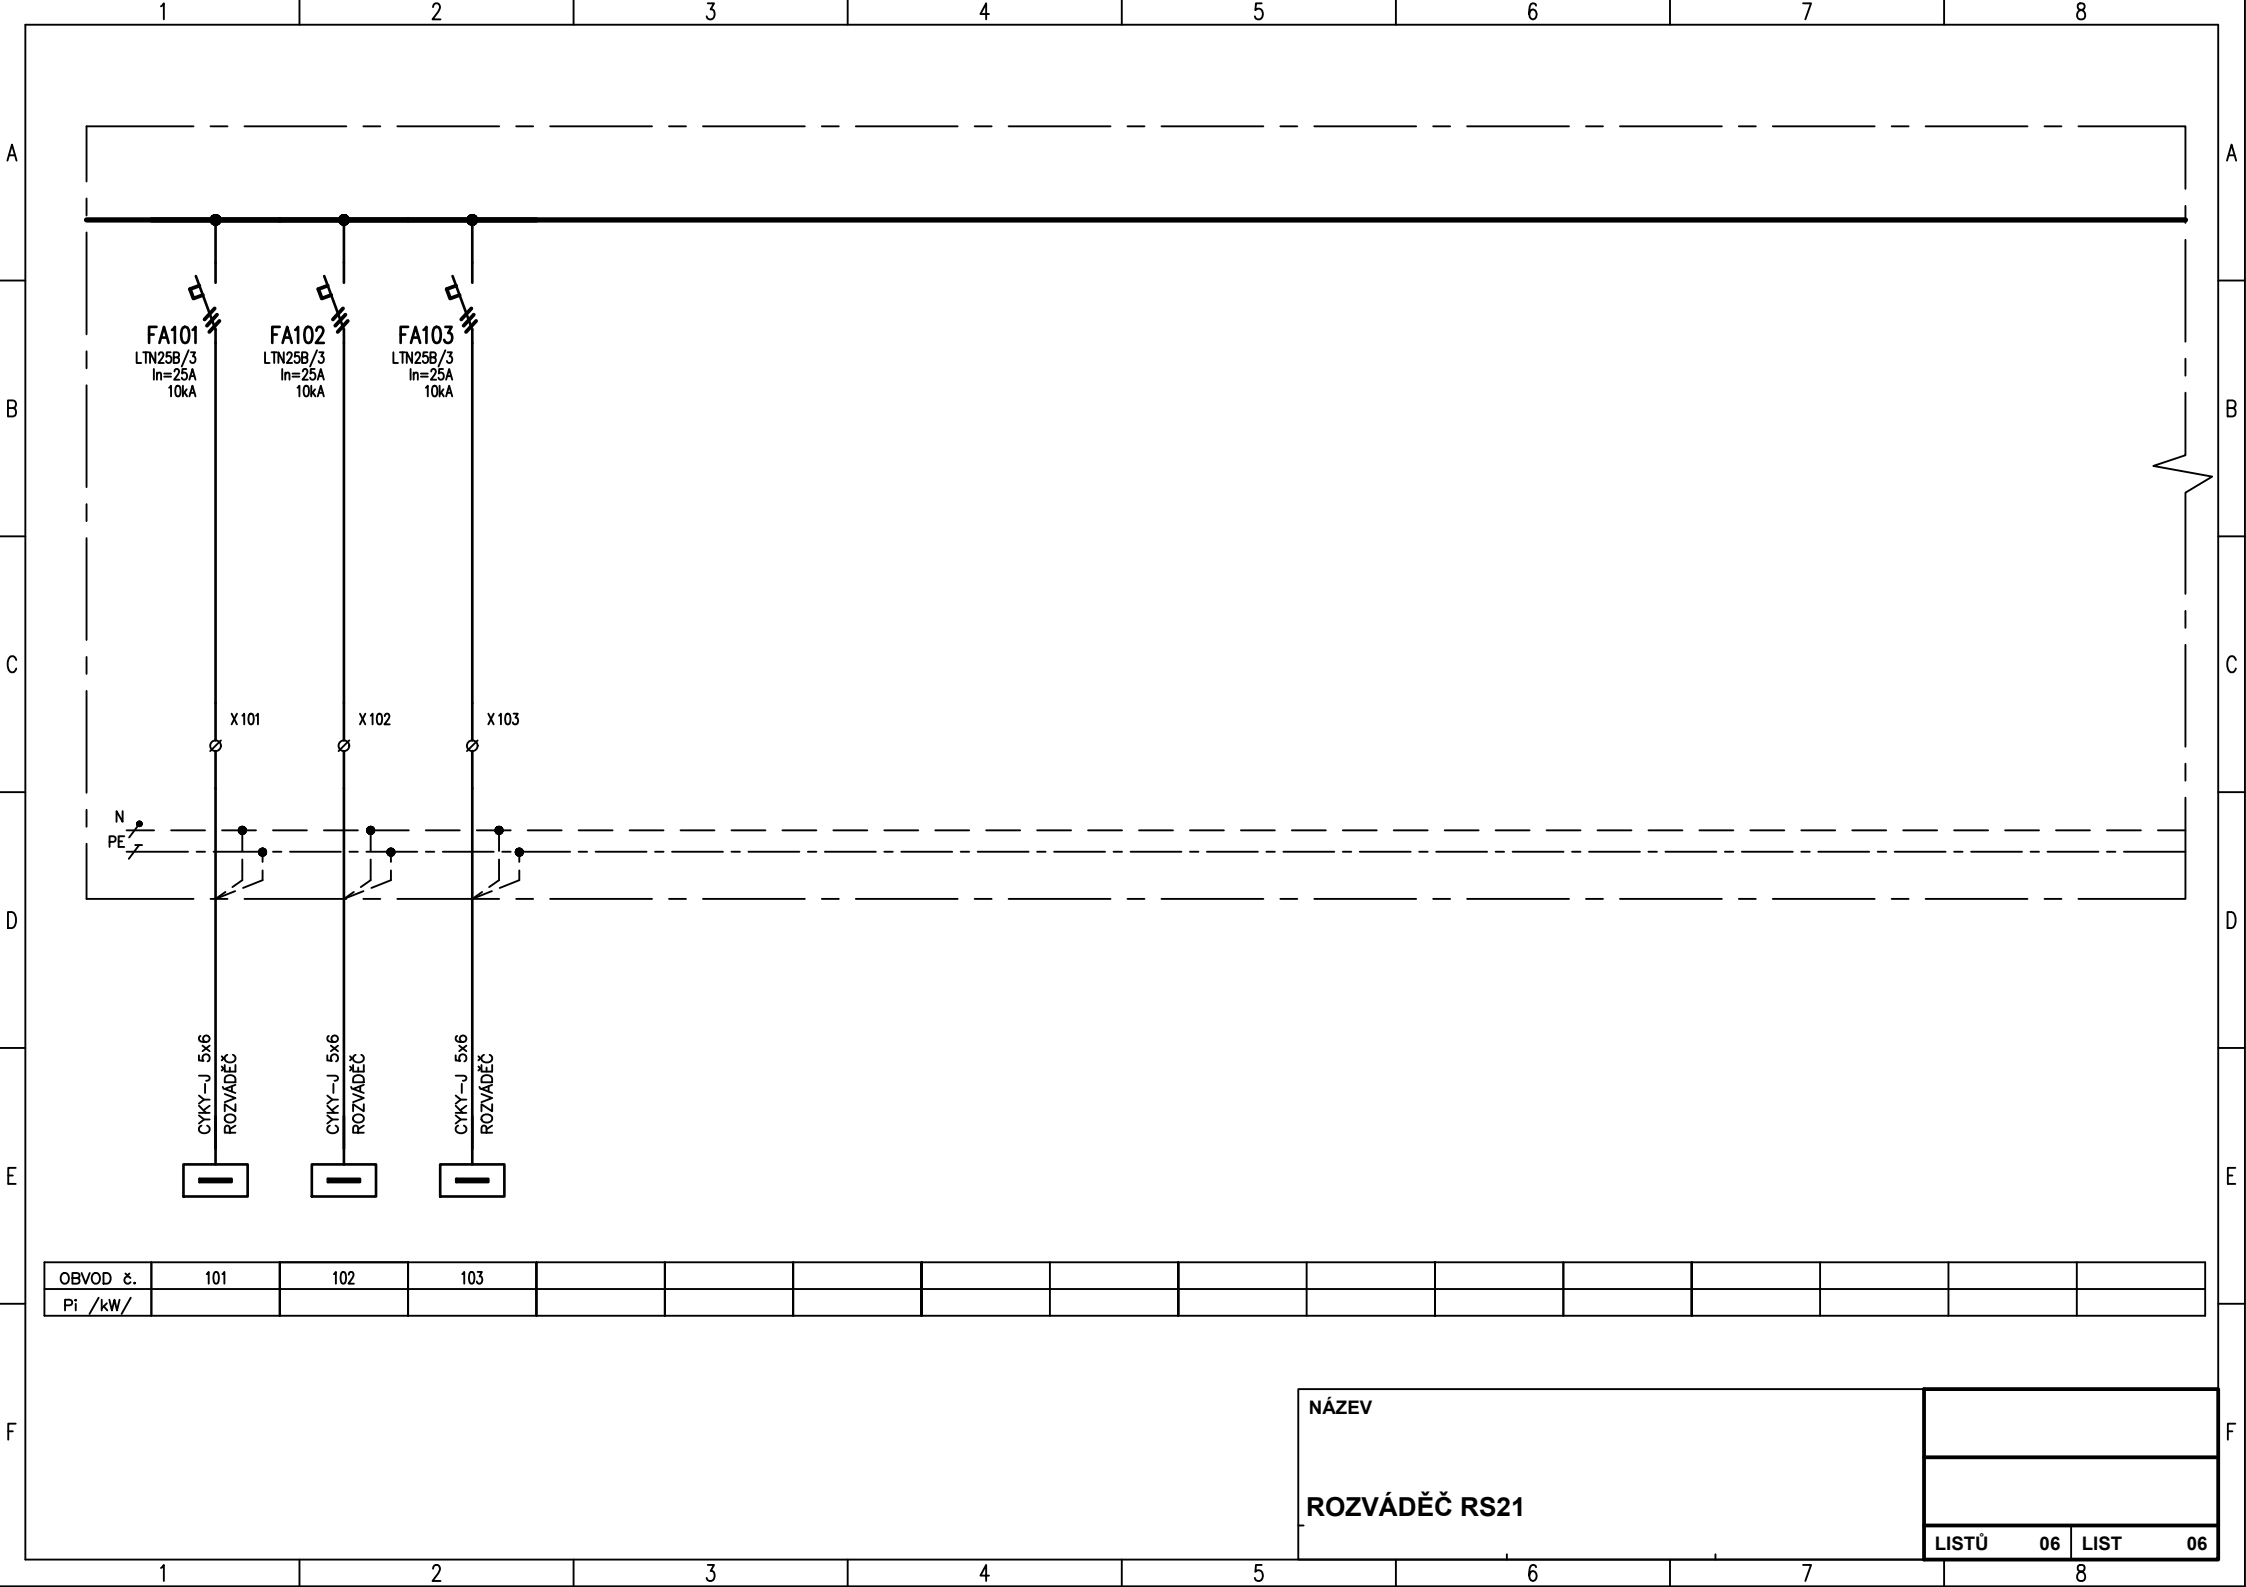 1 2 3 4 5 6 7 8
A A
FA101 FA102 FA103
LTN25B/3 LTN25B/3 LTN25B/3
In=25A In=25A In=25A
10kA 10kA 10kA
B B
C C
X101 X102 X103
N
PE
D D
CYKY-J 5x6
ROZVÁDĚČ
CYKY-J 5x6
ROZVÁDĚČ
CYKY-J 5x6
ROZVÁDĚČ
E E
OBVOD č. 101 102 103
Pi /kW/
NÁZEV
F F
ROZVÁDĚČ RS21
LISTŮ 06 LIST 06
1 2 3 4 5 6 7 8